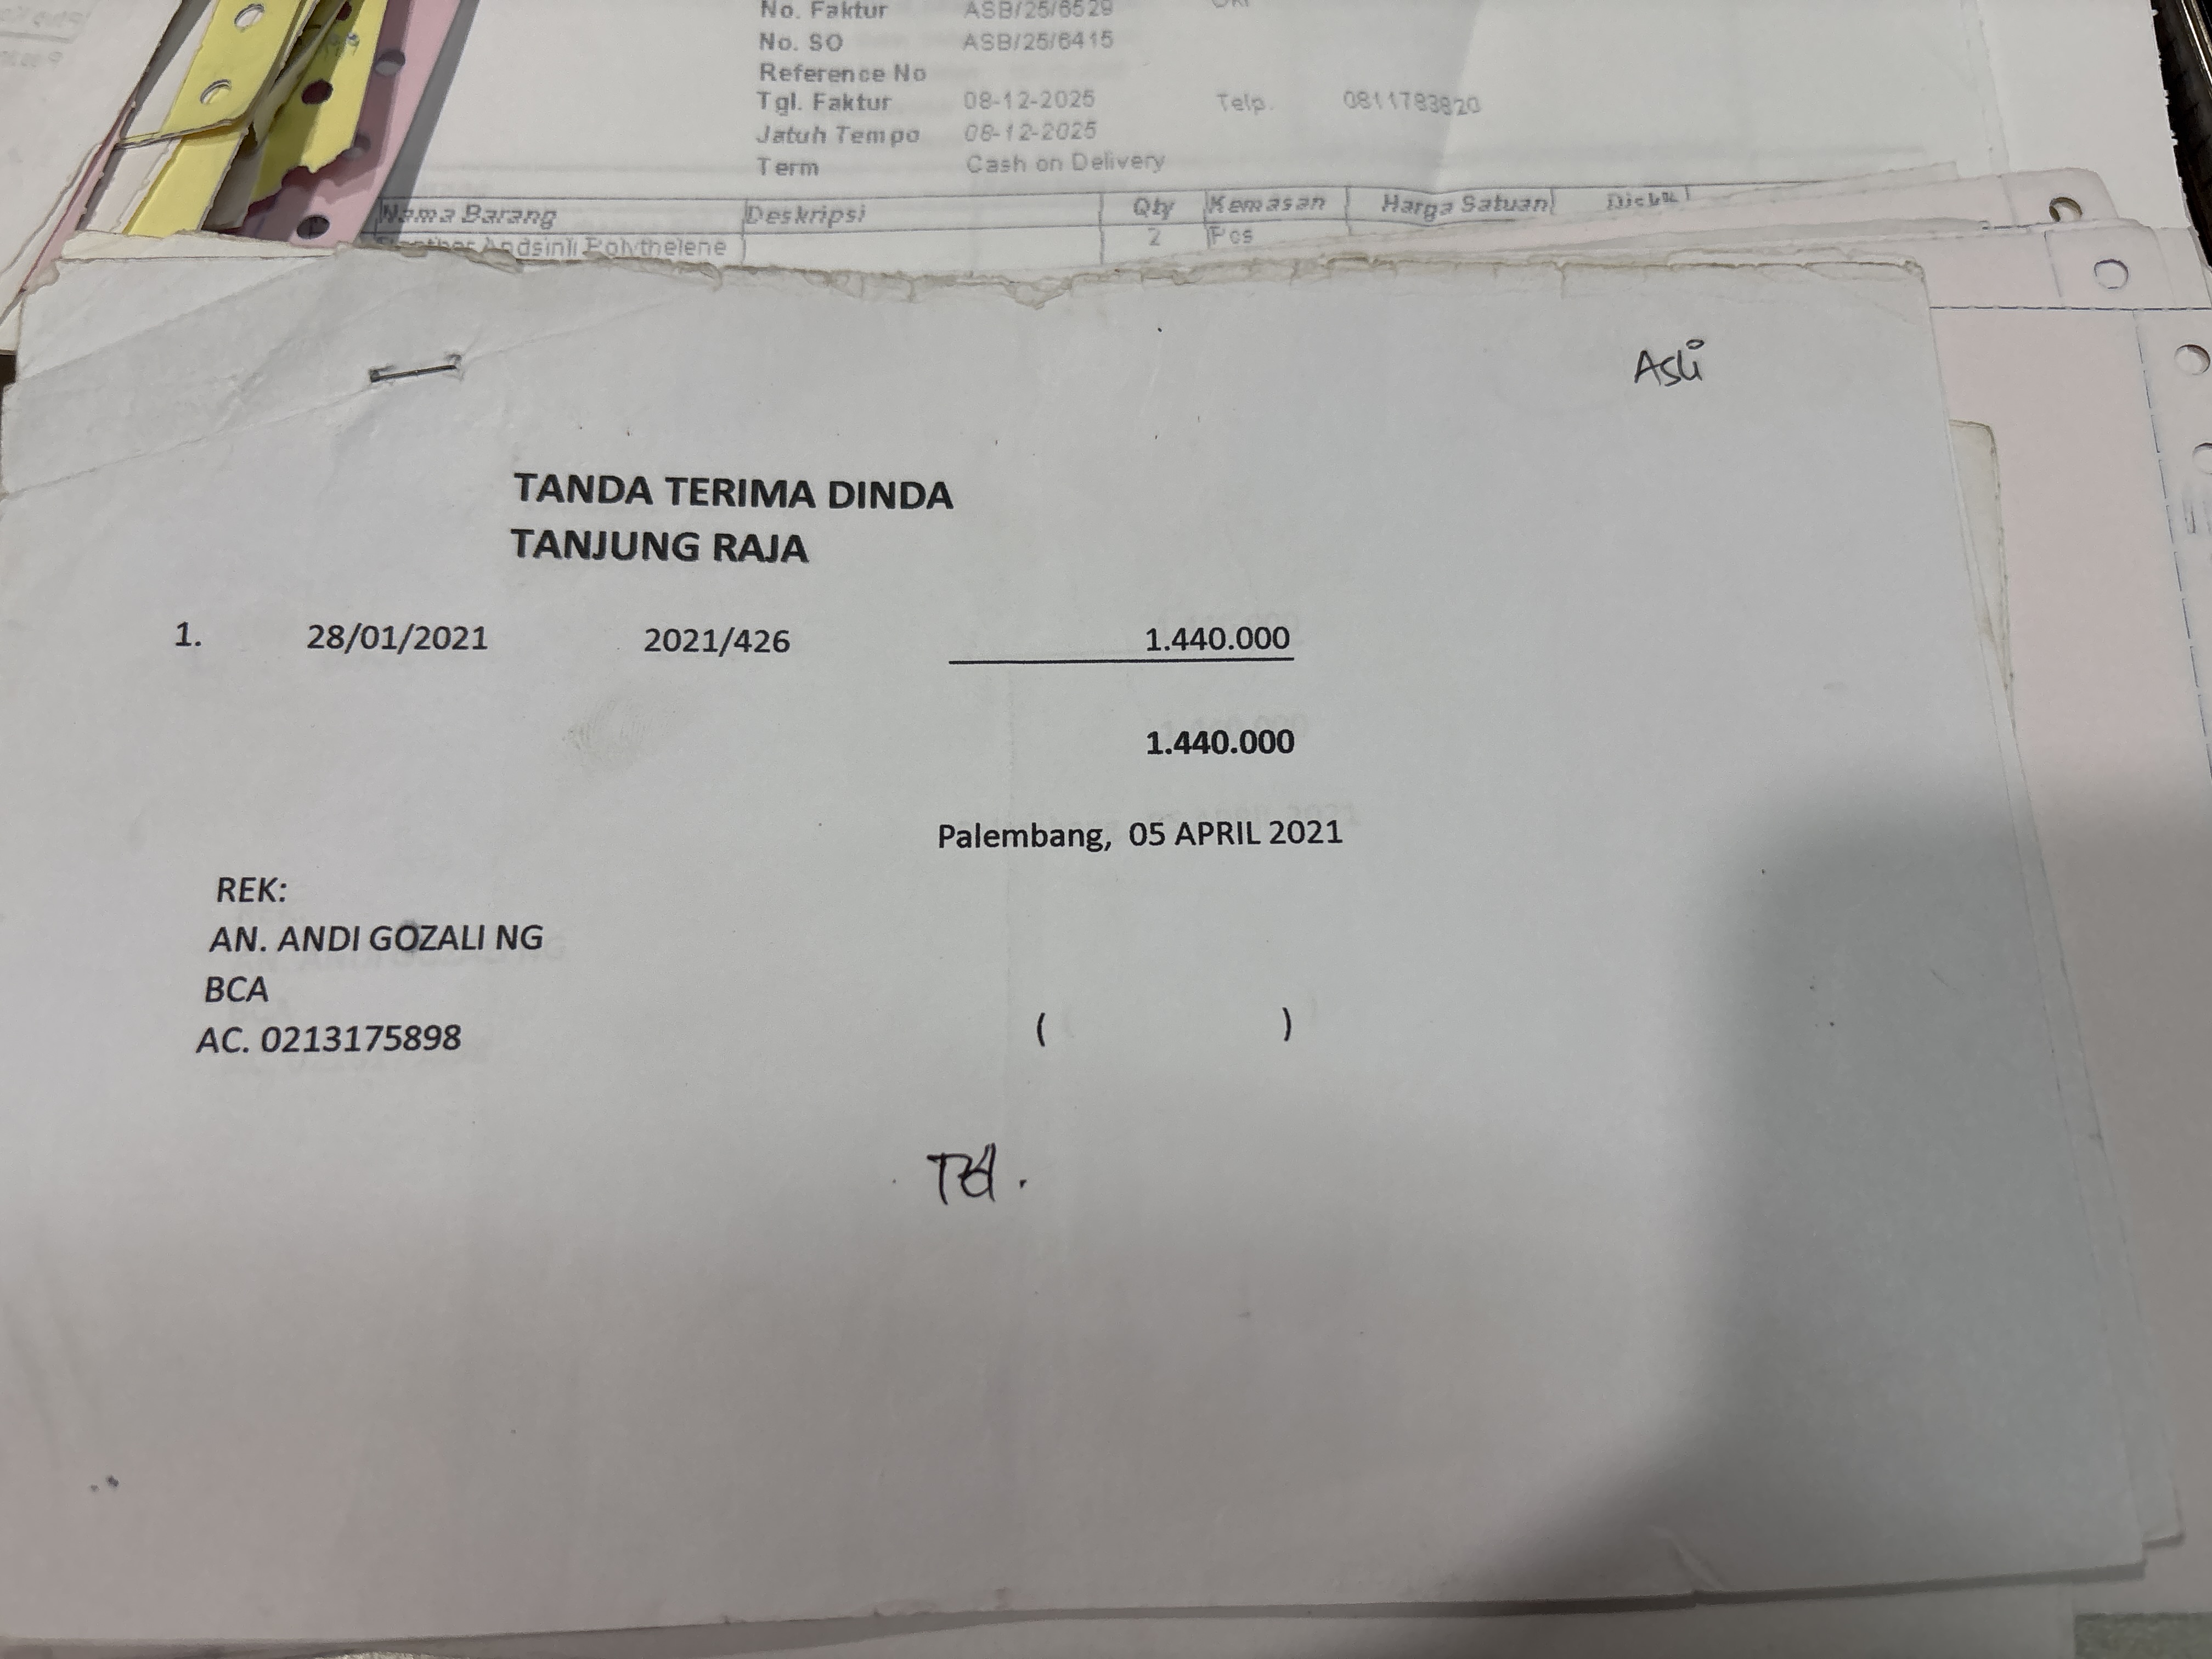 No. Faktur ASB/25/6529
No. SO ASB/25/6415
Reference No
Tgl. Faktur 08-12-2025 Telp. 0811783820
Jatuh Tempo 08-12-2025
Term Cash on Delivery
Nama Barang Deskripsi Qty Kemasan Harga Satuan
Andsinli Polythelene 2 Pcs
Asli
TANDA TERIMA DINDA
TANJUNG RAJA
1. 28/01/2021 2021/426 1.440.000
1.440.000
Palembang, 05 APRIL 2021
REK:
AN. ANDI GOZALI NG
BCA
AC. 0213175898
( )